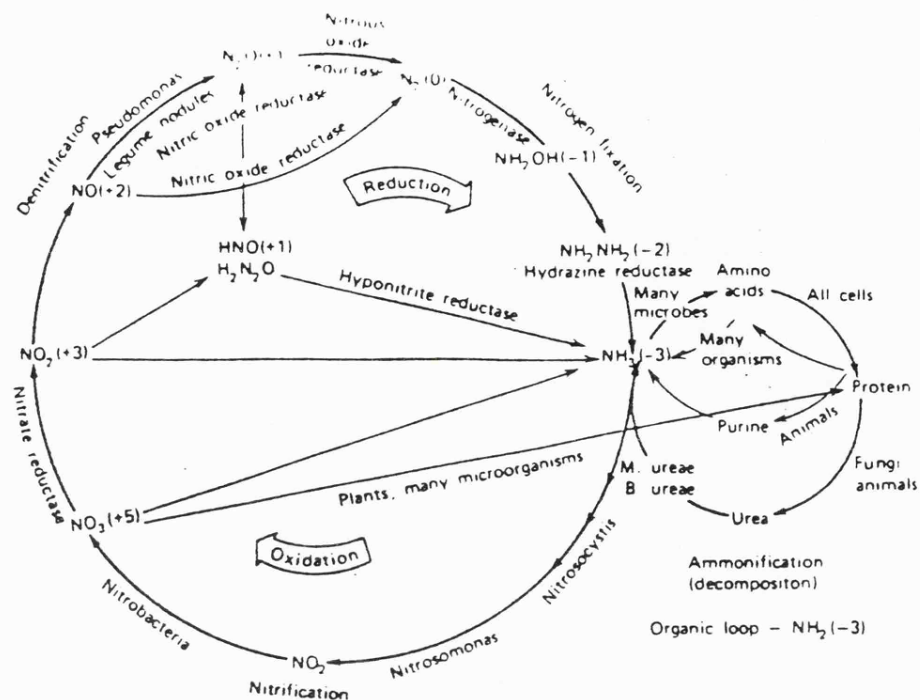 Nitrous
oxide
reductase
N₂(0)
Pseudomonas
Legume nodules
Nitric oxide reductase
Nitric oxide reductase
Denitrification
NO(+2)
Nitrogenase
Nitrogen fixation
NH₂OH(−1)
Reduction
HNO(+1)
H₂N₂O
Hyponitrite reductase
NH₂NH₂(−2)
Hydrazine reductase
Many
microbes
Amino
acids
All cells
NO₂(+3)
NH₃(−3)
Many
organisms
Protein
Purine
Animals
Nitrate reductase
NO₃(+5)
Plants, many microorganisms
M. ureae
B ureae
Fungi
animals
Urea
Oxidation
Nitrosocystis
Ammonification
(decompositon)
Organic loop − NH₂(−3)
Nitrobacteria
NO₂
Nitrosomonas
Nitrification